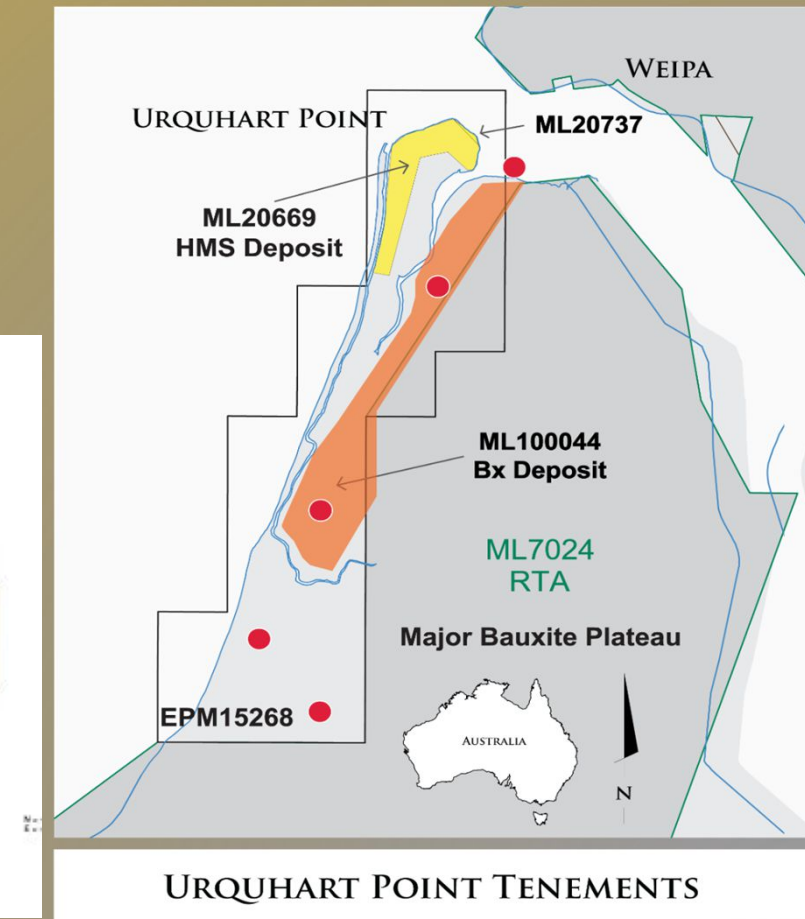 WEIPA
URQUHART POINT
ML20737
ML20669
HMS Deposit
ML100044
Bx Deposit
ML7024
RTA
Major Bauxite Plateau
EPM15268
AUSTRALIA
N
URQUHART POINT TENEMENTS